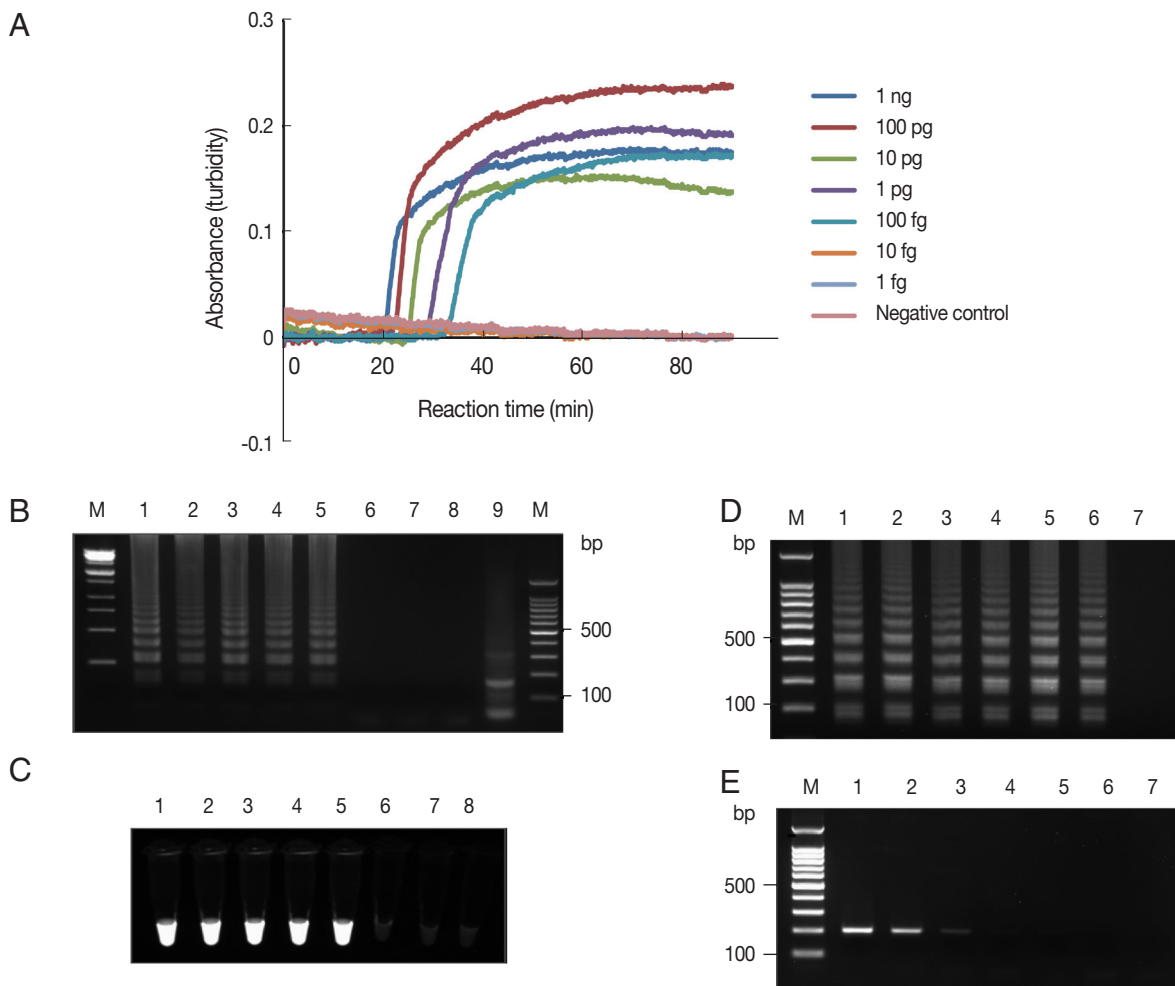 A
0.3
0.2
0.1
0
-0.1
Absorbance (turbidity)
0 20 40 60 80
Reaction time (min)
1 ng
100 pg
10 pg
1 pg
100 fg
10 fg
1 fg
Negative control
B
M 1 2 3 4 5 6 7 8 9 M
bp
500
100
C
1 2 3 4 5 6 7 8
D
M 1 2 3 4 5 6 7
bp
500
100
E
M 1 2 3 4 5 6 7
bp
500
100